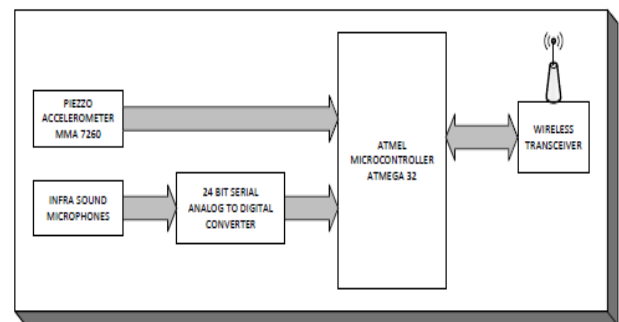 PIEZZO
ACCELEROMETER
MMA 7260
INFRA SOUND
MICROPHONES
24 BIT SERIAL
ANALOG TO DIGITAL
CONVERTER
ATMEL
MICROCONTROLLER
ATMEGA 32
WIRELESS
TRANSCEIVER